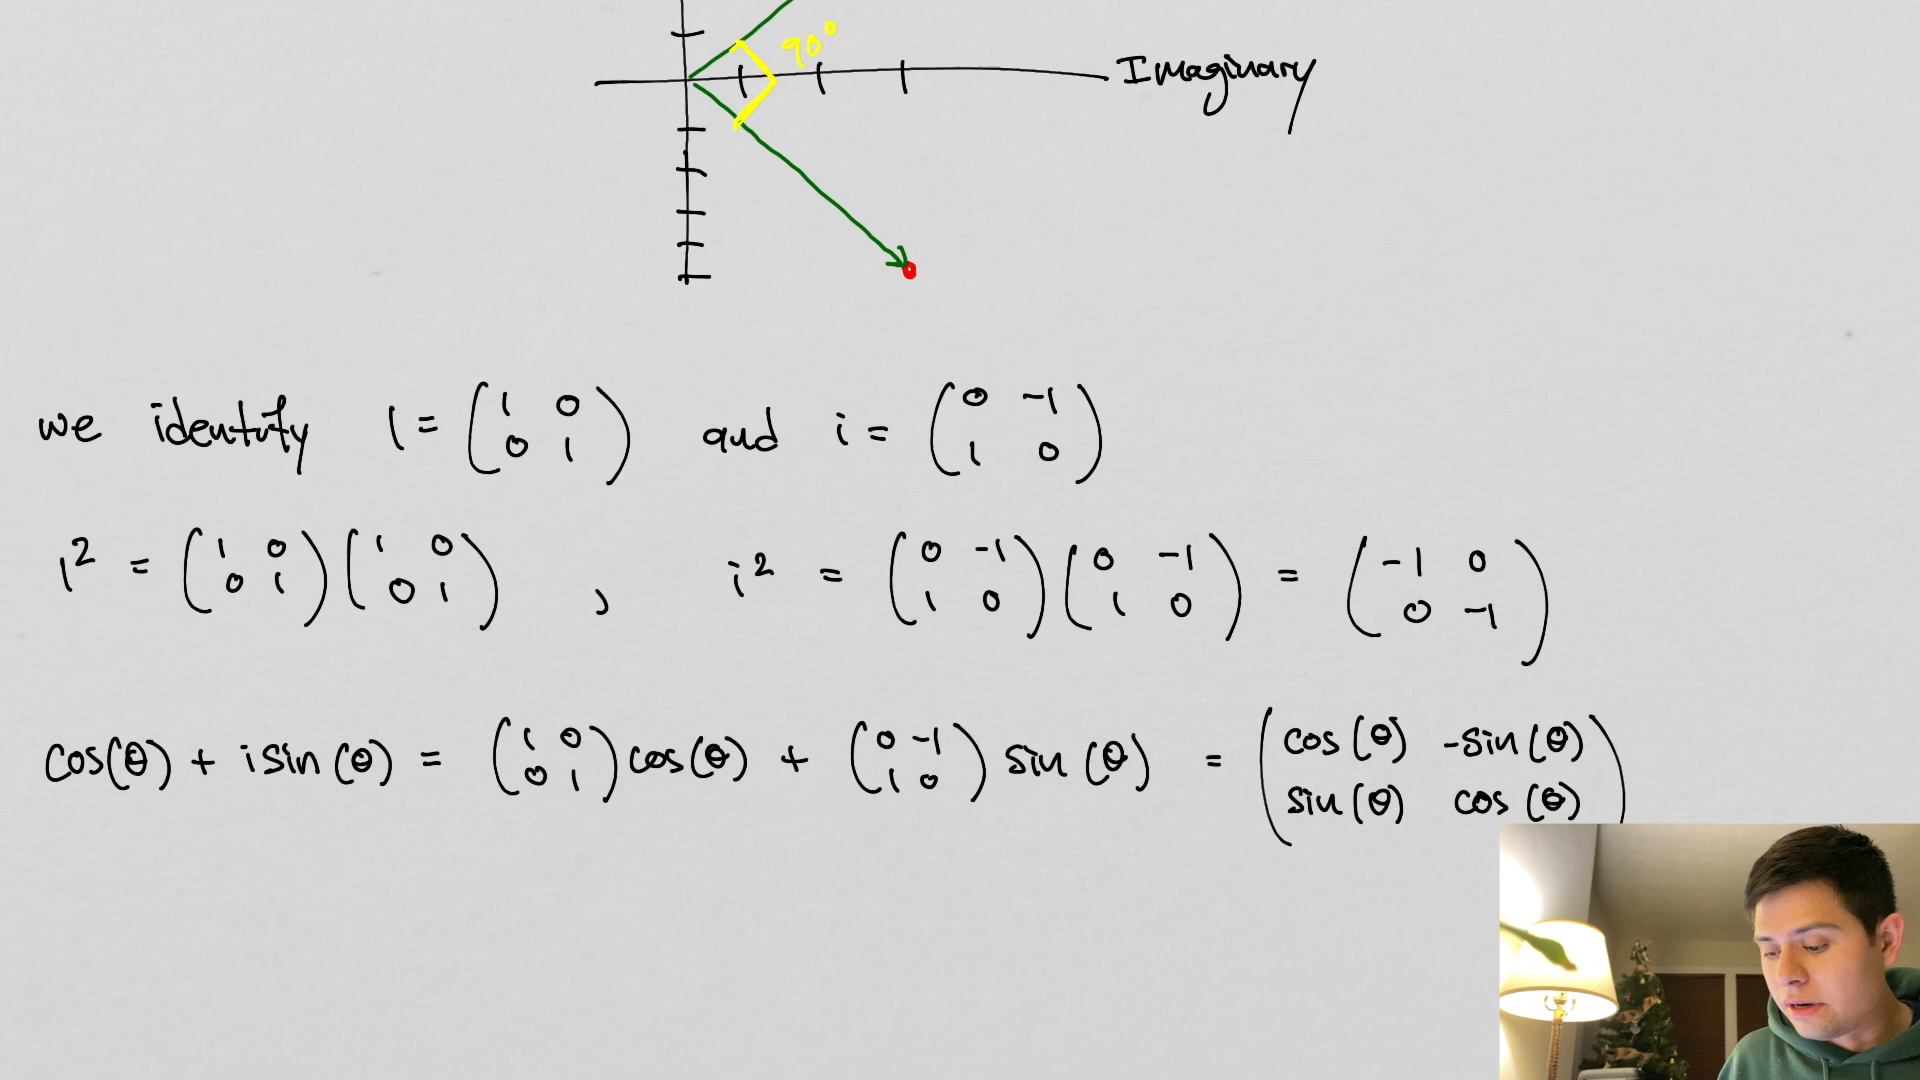 90°
Imaginary
we identify 1 = (1 0 0 1) and i = (0 -1 1 0)
1² = (1 0 0 1)(1 0 0 1) , i² = (0 -1 1 0)(0 -1 1 0) = (-1 0 0 -1)
cos(θ) + i sin(θ) = (1 0 0 1) cos(θ) + (0 -1 1 0) sin(θ) = (cos(θ) -sin(θ) sin(θ) cos(θ))